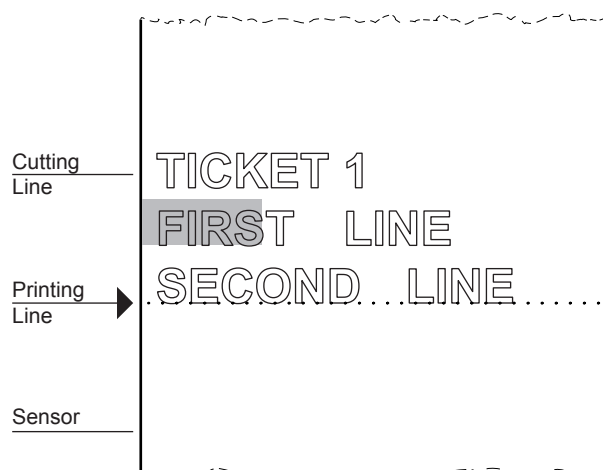 Cutting
Line
TICKET 1
FIRST LINE
Printing
Line
SECOND LINE
Sensor